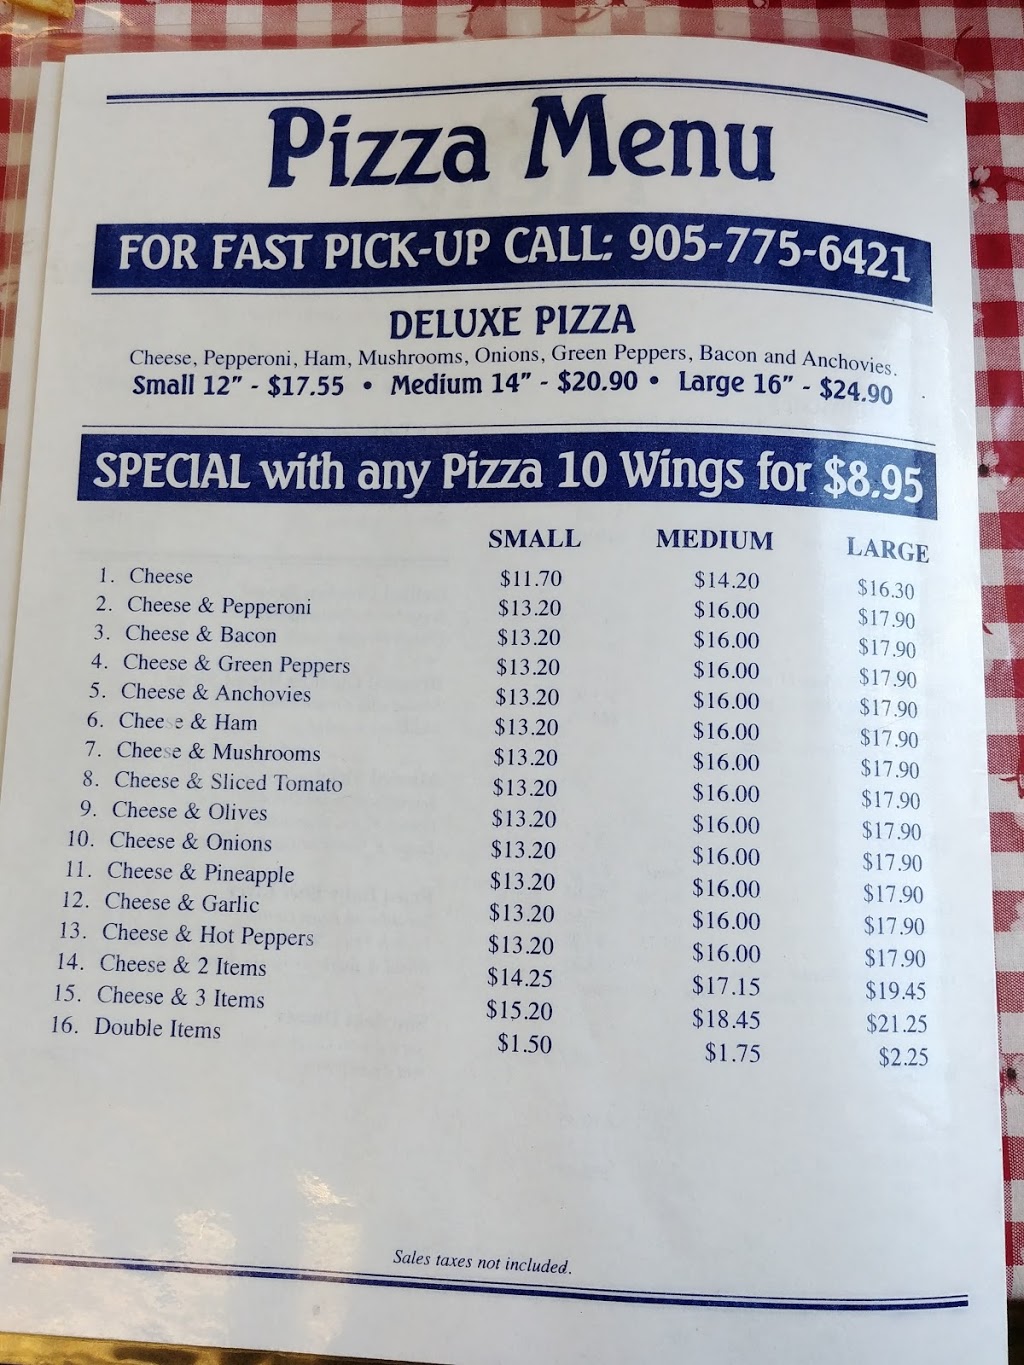 Pizza Menu
FOR FAST PICK-UP CALL: 905-775-6421
DELUXE PIZZA
Cheese, Pepperoni, Ham, Mushrooms, Onions, Green Peppers, Bacon and Anchovies.
Small 12” - $17.55 • Medium 14” - $20.90 • Large 16” - $24.90
SPECIAL with any Pizza 10 Wings for $8.95
SMALL MEDIUM LARGE
1. Cheese $11.70 $14.20 $16.30
2. Cheese & Pepperoni $13.20 $16.00 $17.90
3. Cheese & Bacon $13.20 $16.00 $17.90
4. Cheese & Green Peppers $13.20 $16.00 $17.90
5. Cheese & Anchovies $13.20 $16.00 $17.90
6. Cheese & Ham $13.20 $16.00 $17.90
7. Cheese & Mushrooms $13.20 $16.00 $17.90
8. Cheese & Sliced Tomato $13.20 $16.00 $17.90
9. Cheese & Olives $13.20 $16.00 $17.90
10. Cheese & Onions $13.20 $16.00 $17.90
11. Cheese & Pineapple $13.20 $16.00 $17.90
12. Cheese & Garlic $13.20 $16.00 $17.90
13. Cheese & Hot Peppers $13.20 $16.00 $17.90
14. Cheese & 2 Items $14.25 $17.15 $19.45
15. Cheese & 3 Items $15.20 $18.45 $21.25
16. Double Items $1.50 $1.75 $2.25
Sales taxes not included.